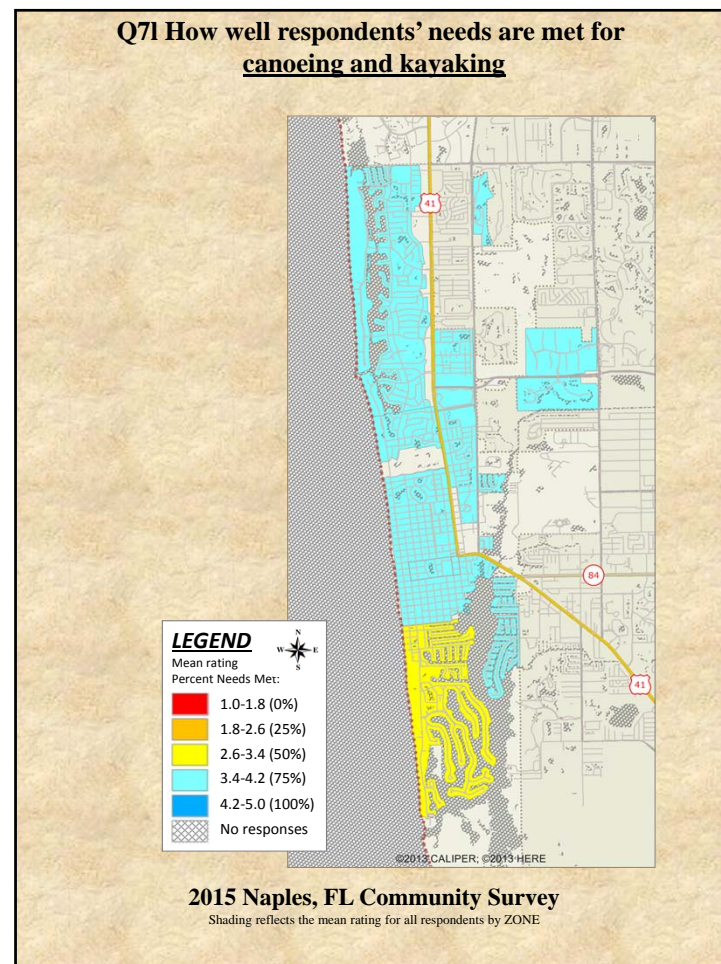 Q7l How well respondents’ needs are met for
canoeing and kayaking
41
84
41
LEGEND
N
W E
S
Mean rating
Percent Needs Met:
1.0-1.8 (0%)
1.8-2.6 (25%)
2.6-3.4 (50%)
3.4-4.2 (75%)
4.2-5.0 (100%)
No responses
©2013 CALIPER; ©2013 HERE
2015 Naples, FL Community Survey
Shading reflects the mean rating for all respondents by ZONE